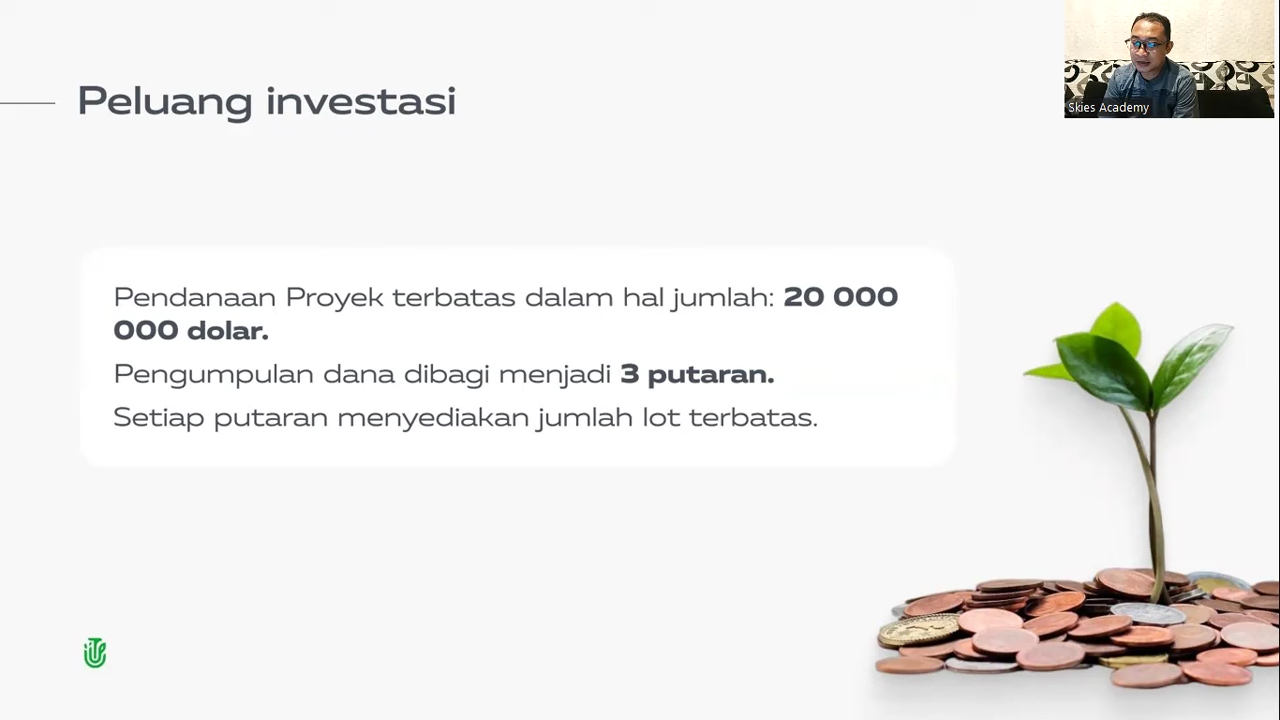 Peluang investasi
Skies Academy
Pendanaan Proyek terbatas dalam hal jumlah: 20 000
000 dolar.
Pengumpulan dana dibagi menjadi 3 putaran.
Setiap putaran menyediakan jumlah lot terbatas.